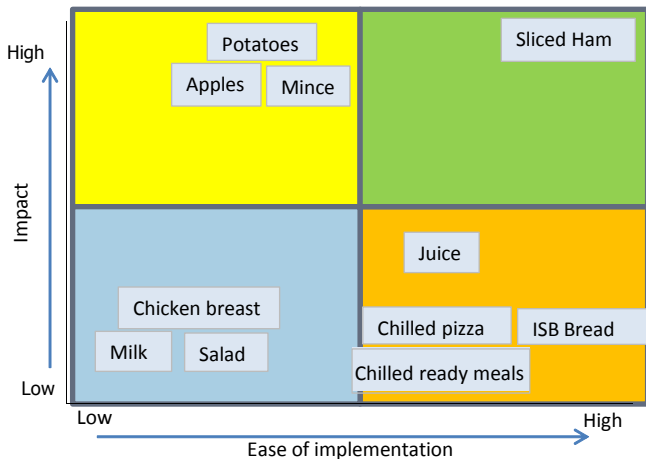 Potatoes
Sliced Ham
High
Apples
Mince
Impact
Juice
Chicken breast
Chilled pizza
ISB Bread
Milk
Salad
Chilled ready meals
Low
Low
High
Ease of implementation